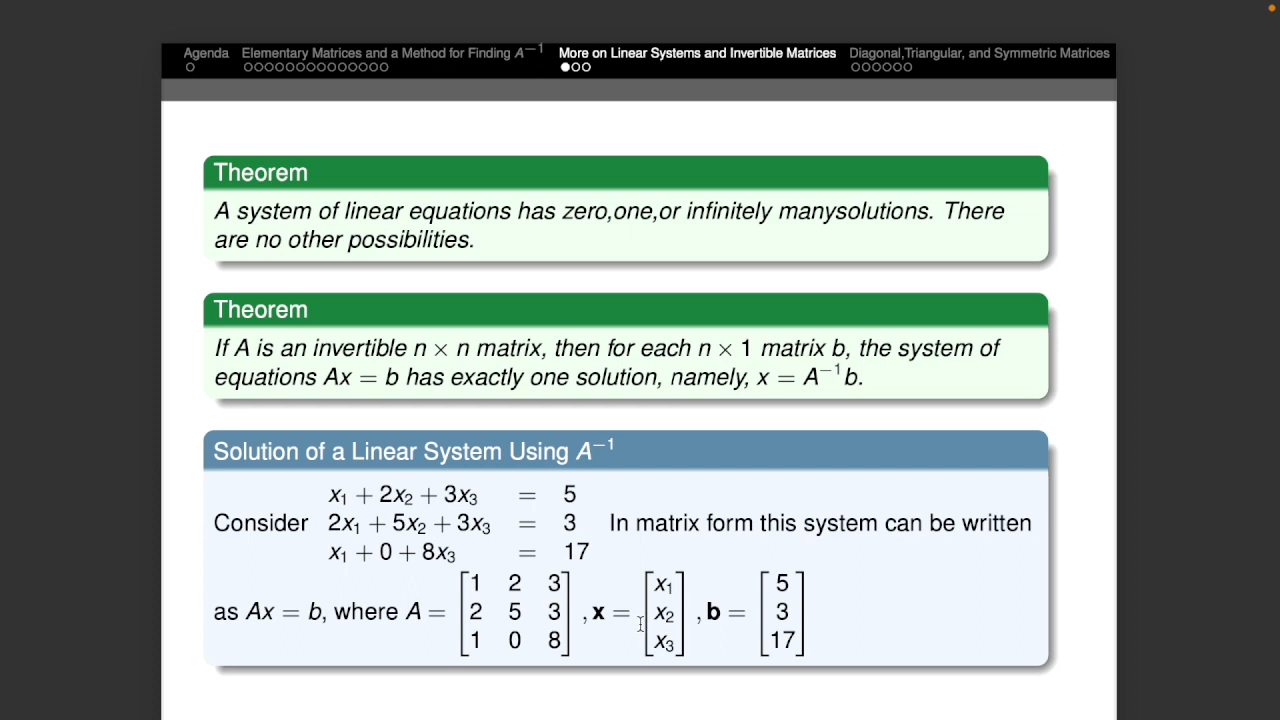 Agenda Elementary Matrices and a Method for Finding A⁻¹ More on Linear Systems and Invertible Matrices Diagonal,Triangular, and Symmetric Matrices
Theorem
A system of linear equations has zero,one,or infinitely manysolutions. There
are no other possibilities.
Theorem
If A is an invertible n × n matrix, then for each n × 1 matrix b, the system of
equations Ax = b has exactly one solution, namely, x = A⁻¹b.
Solution of a Linear System Using A⁻¹
x₁ + 2x₂ + 3x₃ = 5
Consider 2x₁ + 5x₂ + 3x₃ = 3 In matrix form this system can be written
x₁ + 0 + 8x₃ = 17
as Ax = b, where A = [1 2 3; 2 5 3; 1 0 8], x = [x₁; x₂; x₃], b = [5; 3; 17]